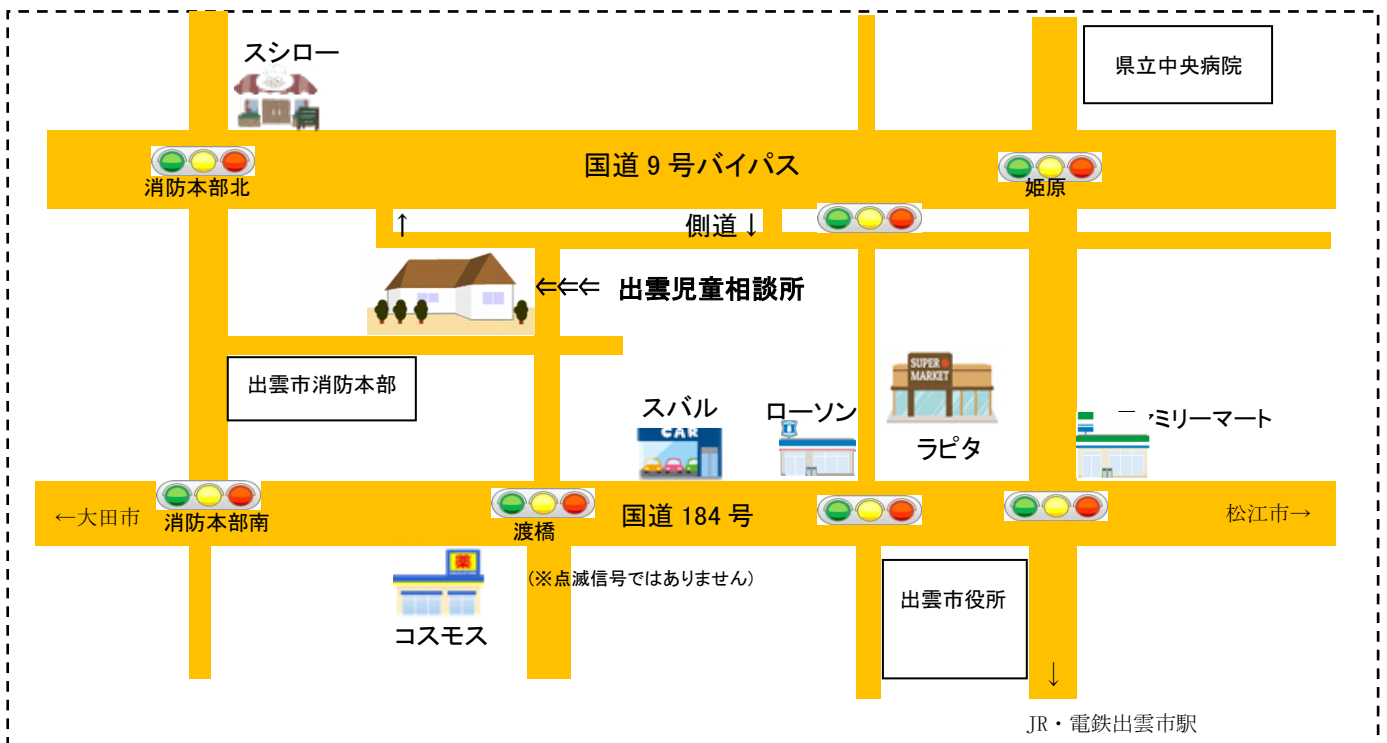 スシロー
県立中央病院
国道 9 号バイパス
消防本部北
姫原
↑
側道 ↓
⇐⇐⇐ 出雲児童相談所
SUPER
MARKET
出雲市消防本部
スバル
ローソン
ァミリーマート
CAR
ラピタ
←大田市
消防本部南
国道 184 号
松江市→
渡橋
薬
(※点滅信号ではありません)
出雲市役所
コスモス
↓
JR・電鉄出雲市駅